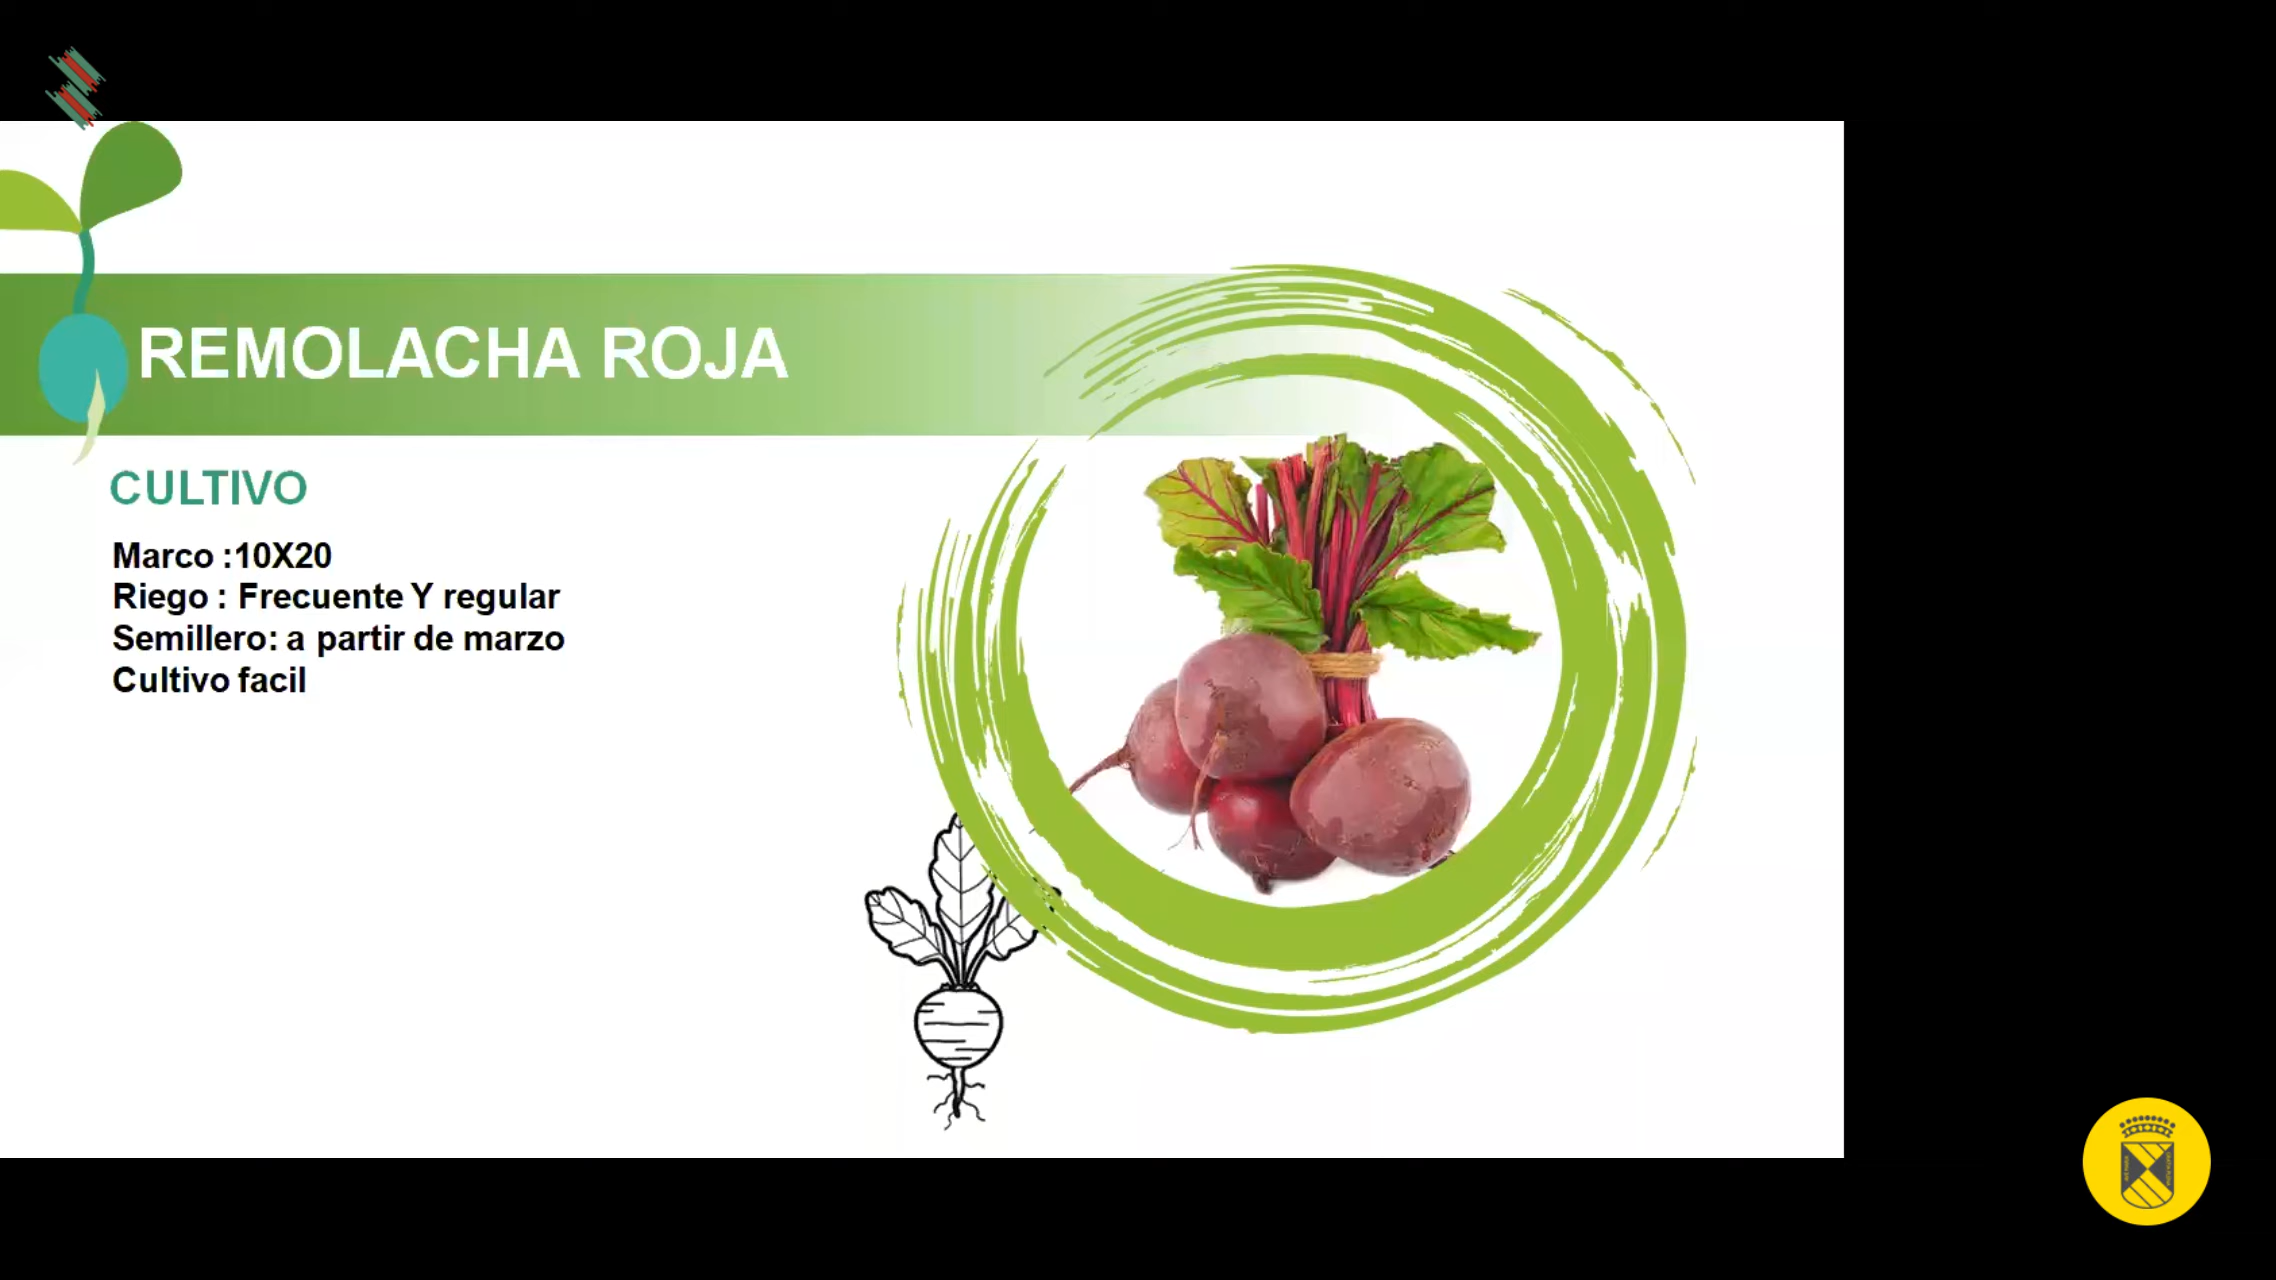 REMOLACHA ROJA
CULTIVO
Marco :10X20
Riego : Frecuente Y regular
Semillero: a partir de marzo
Cultivo facil